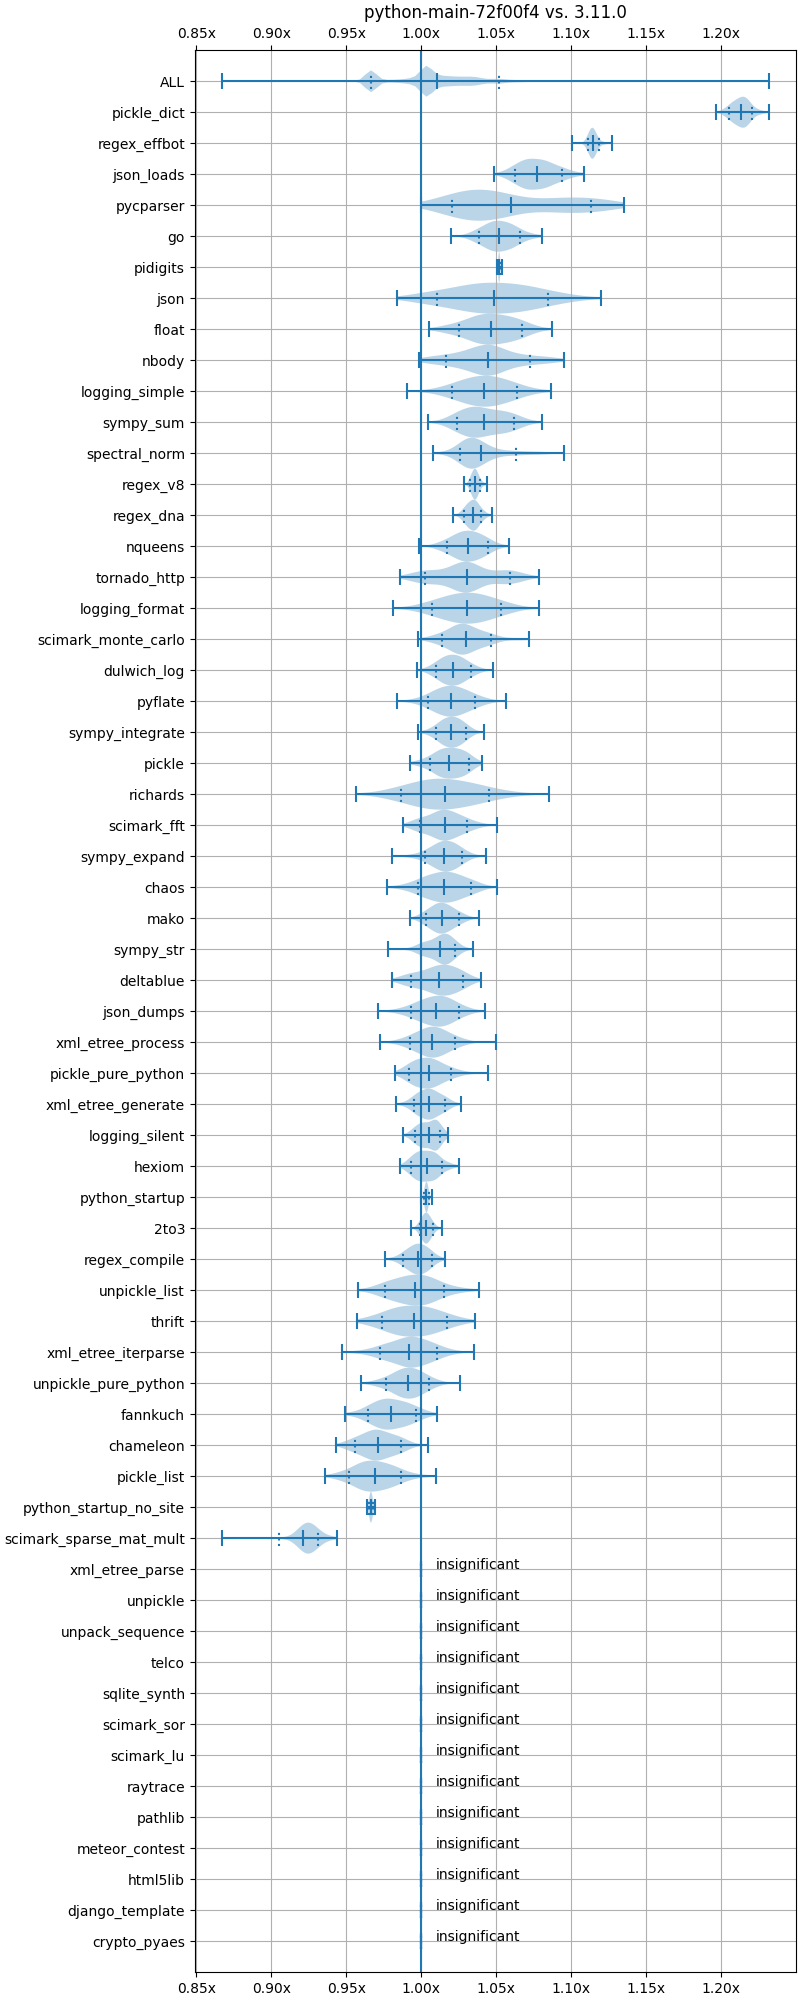 python-main-72f00f4 vs. 3.11.0
0.85x 0.90x 0.95x 1.00x 1.05x 1.10x 1.15x 1.20x
ALL
pickle_dict
regex_effbot
json_loads
pycparser
go
pidigits
json
float
nbody
logging_simple
sympy_sum
spectral_norm
regex_v8
regex_dna
nqueens
tornado_http
logging_format
scimark_monte_carlo
dulwich_log
pyflate
sympy_integrate
pickle
richards
scimark_fft
sympy_expand
chaos
mako
sympy_str
deltablue
json_dumps
xml_etree_process
pickle_pure_python
xml_etree_generate
logging_silent
hexiom
python_startup
2to3
regex_compile
unpickle_list
thrift
xml_etree_iterparse
unpickle_pure_python
fannkuch
chameleon
pickle_list
python_startup_no_site
scimark_sparse_mat_mult
xml_etree_parse insignificant
unpickle insignificant
unpack_sequence insignificant
telco insignificant
sqlite_synth insignificant
scimark_sor insignificant
scimark_lu insignificant
raytrace insignificant
pathlib insignificant
meteor_contest insignificant
html5lib insignificant
django_template insignificant
crypto_pyaes insignificant
0.85x 0.90x 0.95x 1.00x 1.05x 1.10x 1.15x 1.20x